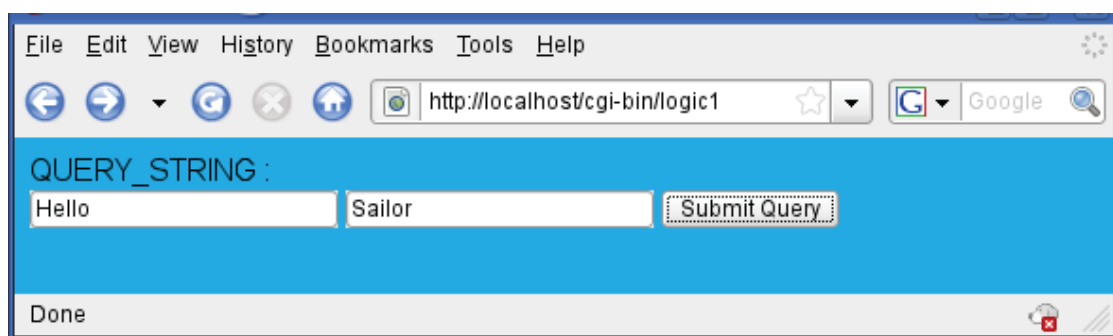 File Edit View History Bookmarks Tools Help
http://localhost/cgi-bin/logic1 G Google
QUERY_STRING :
Hello Sailor Submit Query
Done